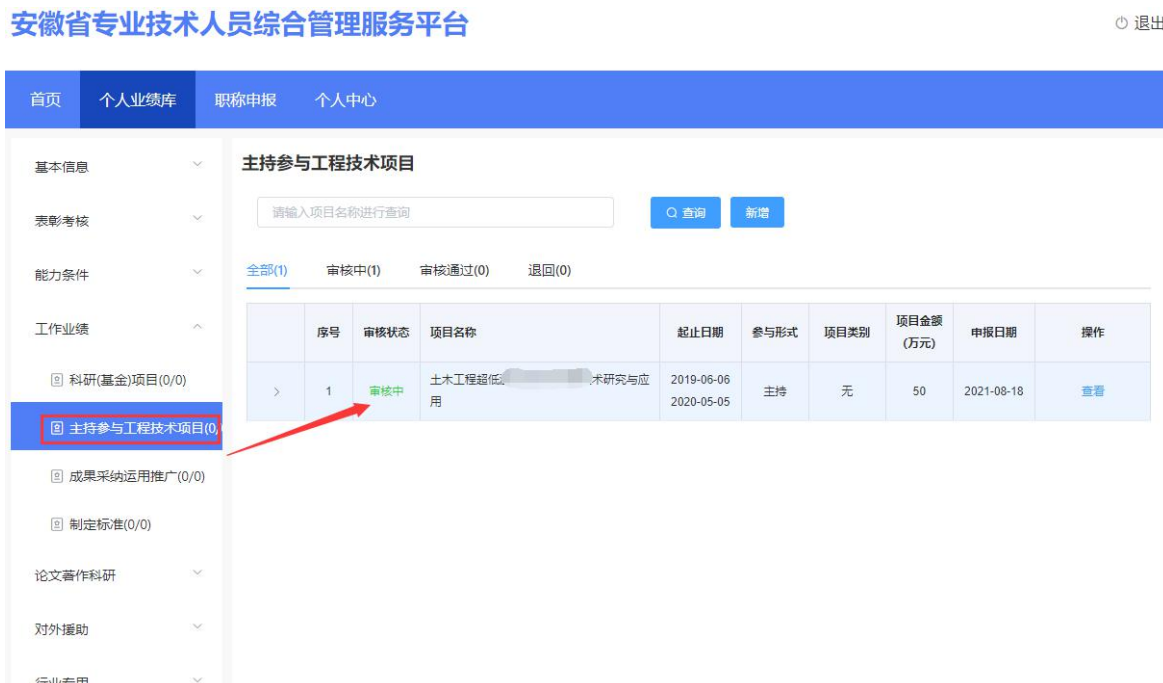 安徽省专业技术人员综合管理服务平台
退出
首页 个人业绩库 职称申报 个人中心
基本信息
表彰考核
能力条件
工作业绩
科研(基金)项目(0/0)
主持参与工程技术项目(0/
成果采纳运用推广(0/0)
制定标准(0/0)
论文著作科研
对外援助
行业专用
主持参与工程技术项目
请输入项目名称进行查询
查询 新增
全部(1) 审核中(1) 审核通过(0) 退回(0)
序号 审核状态 项目名称 起止日期 参与形式 项目类别 项目金额 申报日期 操作
(万元)
1 审核中 土木工程超低 术研究与应 2019-06-06 主持 无 50 2021-08-18 查看
用 2020-05-05